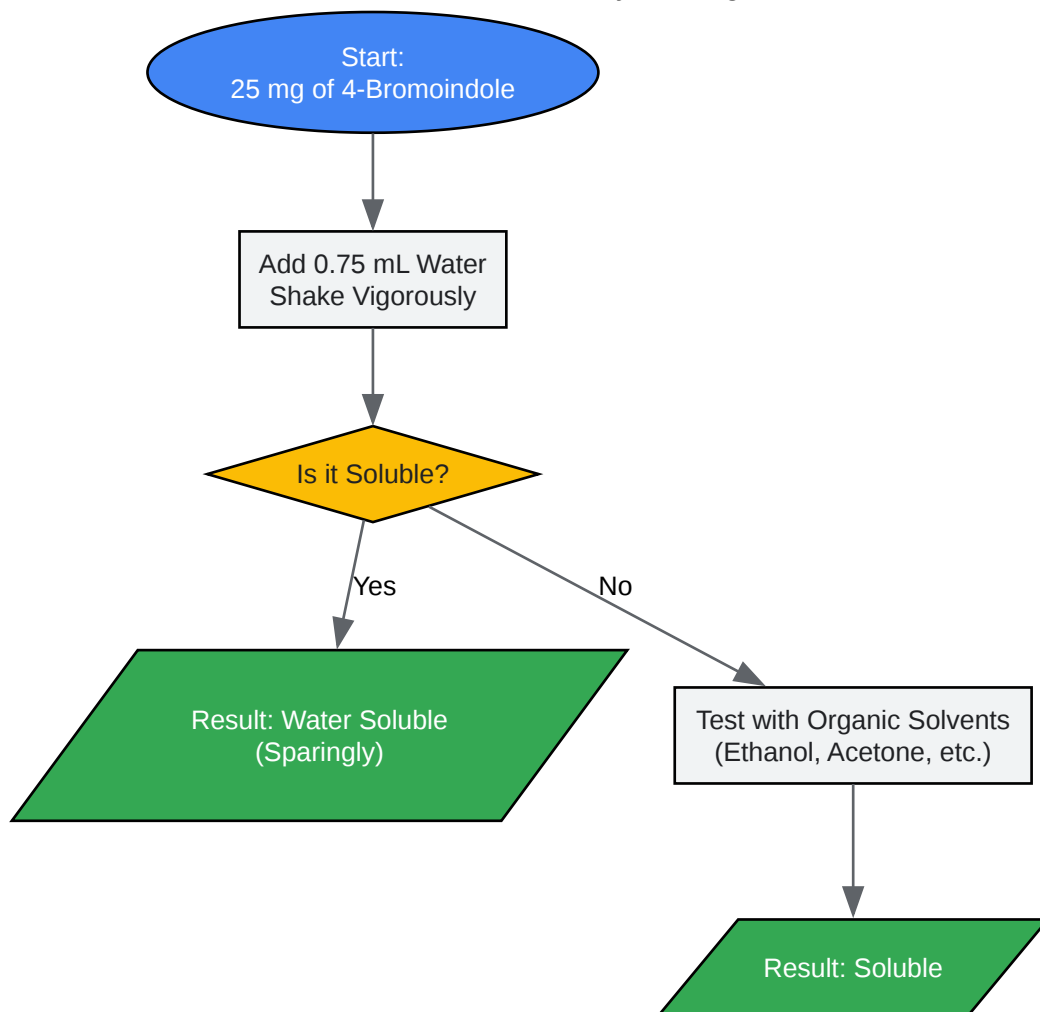 Start:
25 mg of 4-Bromoindole
Add 0.75 mL Water
Shake Vigorously
Is it Soluble?
Yes
No
Result: Water Soluble
(Sparingly)
Test with Organic Solvents
(Ethanol, Acetone, etc.)
Result: Soluble